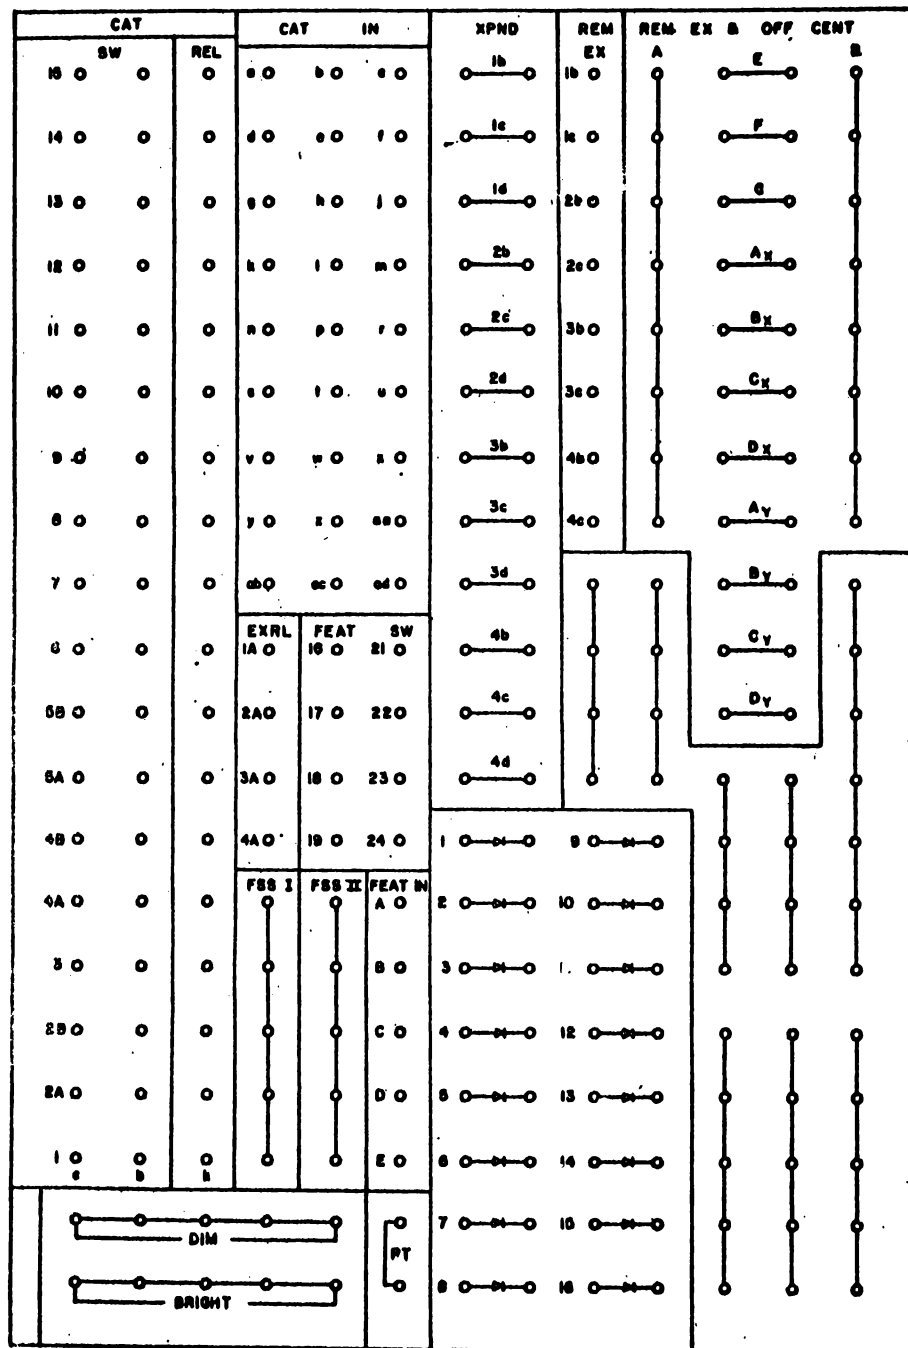 CAT CAT IN XPND REM EX REM EX & OFF CENT
SW REL A B
15 a b c 1b 1b E
14 d e f 1c 1c F
13 g h j 1d 2b G
12 k l m 2b 2c AX
11 n p r 2c 3b BX
10 s t u 2d 3c CX
9 v w x 3b 4b DX
8 y z aa 3c 4c AY
7 ab ac ad 3d BY
EXRL FEAT SW
6 1A 16 21 4b CY
5B 2A 17 22 4c DY
5A 3A 18 23 4d
4B 4A 19 24 1 9
FSS I FSS II FEAT IN
4A A 2 10
3 B 3
2B C 4 12
2A D 5 13
1 E 6 14
b
DIM PT 7 15
BRIGHT 8 16